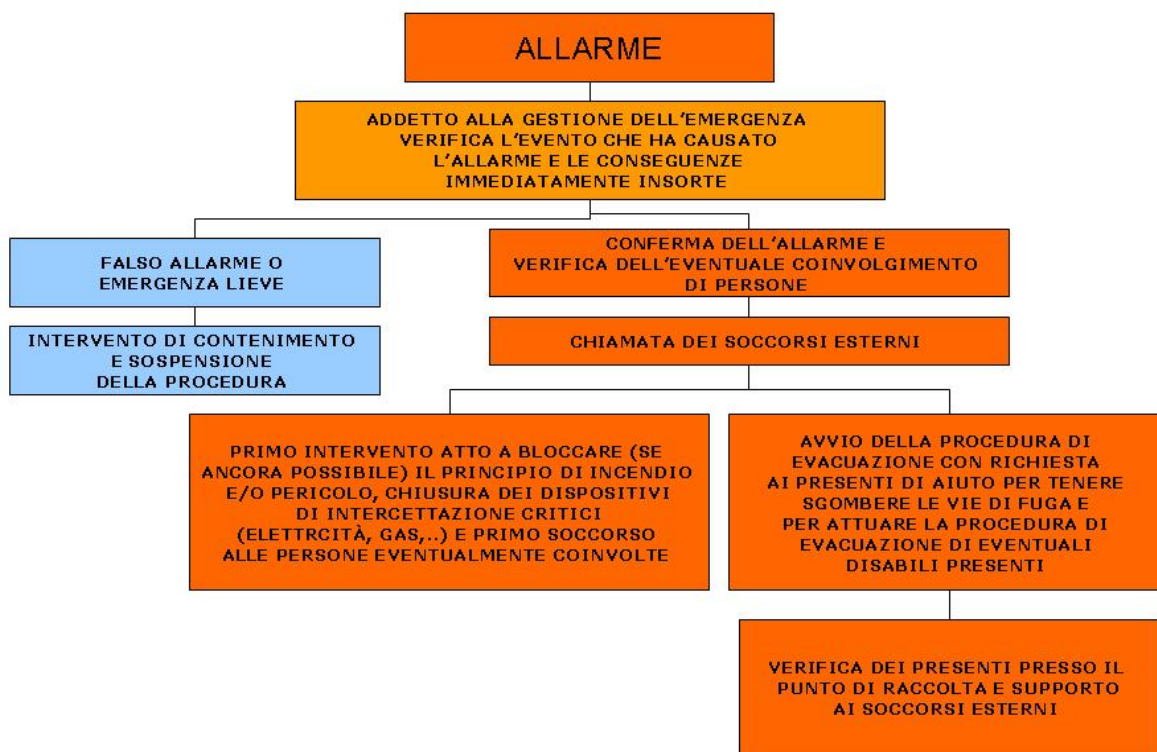 ALLARME
ADDETTO ALLA GESTIONE DELL'EMERGENZA
VERIFICA L'EVENTO CHE HA CAUSATO
L'ALLARME E LE CONSEGUENZE
IMMEDIATAMENTE INSORTE
FALSO ALLARME O
EMERGENZA LIEVE
CONFERMA DELL'ALLARME E
VERIFICA DELL'EVENTUALE COINVOLGIMENTO
DI PERSONE
INTERVENTO DI CONTENIMENTO
E SOSPENSIONE
DELLA PROCEDURA
CHIAMATA DEI SOCCORSI ESTERNI
PRIMO INTERVENTO ATTO A BLOCCARE (SE
ANCORA POSSIBILE) IL PRINCIPIO DI INCENDIO
E/O PERICOLO, CHIUSURA DEI DISPOSITIVI
DI INTERCETTAZIONE CRITICI
(ELETTRCITÀ, GAS,..) E PRIMO SOCCORSO
ALLE PERSONE EVENTUALMENTE COINVOLTE
AVVIO DELLA PROCEDURA DI
EVACUAZIONE CON RICHIESTA
AI PRESENTI DI AIUTO PER TENERE
SGOMBERE LE VIE DI FUGA E
PER ATTUARE LA PROCEDURA DI
EVACUAZIONE DI EVENTUALI
DISABILI PRESENTI
VERIFICA DEI PRESENTI PRESSO IL
PUNTO DI RACCOLTA E SUPPORTO
AI SOCCORSI ESTERNI